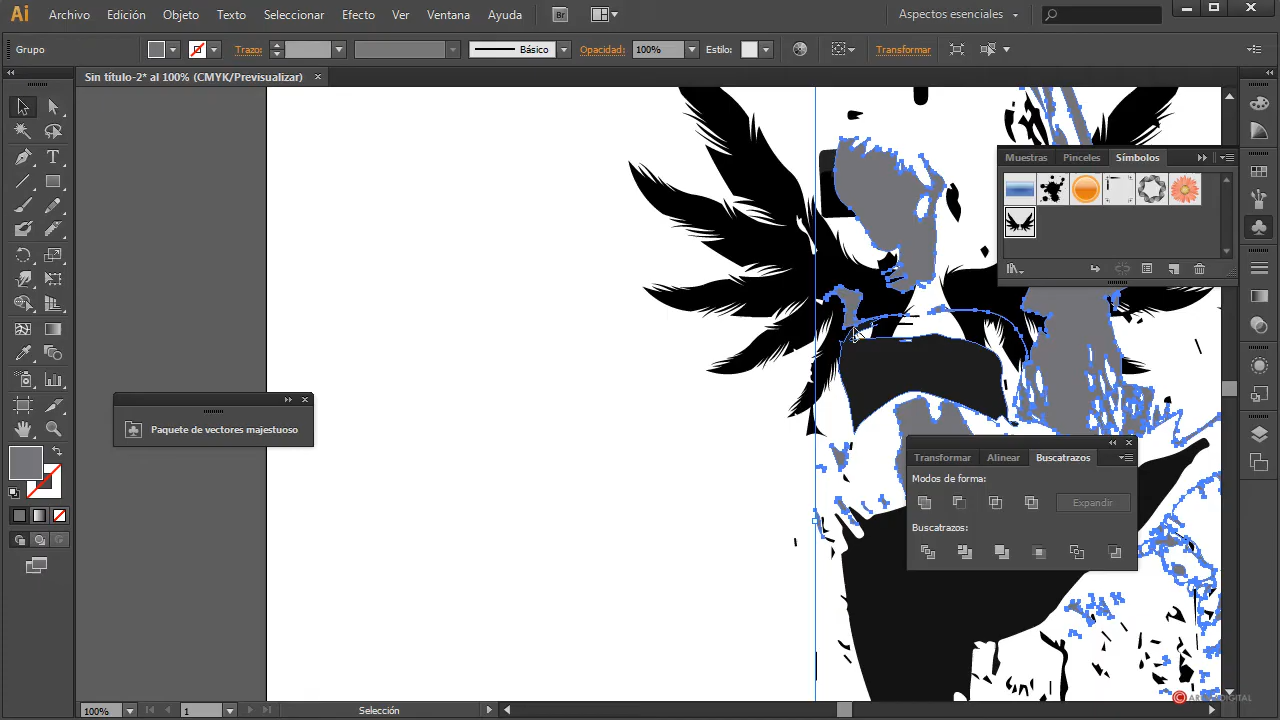 Ai Archivo Edición Objeto Texto Seleccionar Efecto Ver Ventana Ayuda Br Aspectos esenciales
Grupo Trazo: Básico Opacidad: 100% Estilo: Transformar
Sin título-2* al 100% (CMYK/Previsualizar)
Muestras Pinceles Símbolos
Paquete de vectores majestuoso
Transformar Alinear Buscatrazos
Modos de forma:
Expandir
Buscatrazos:
100% 1 Selección